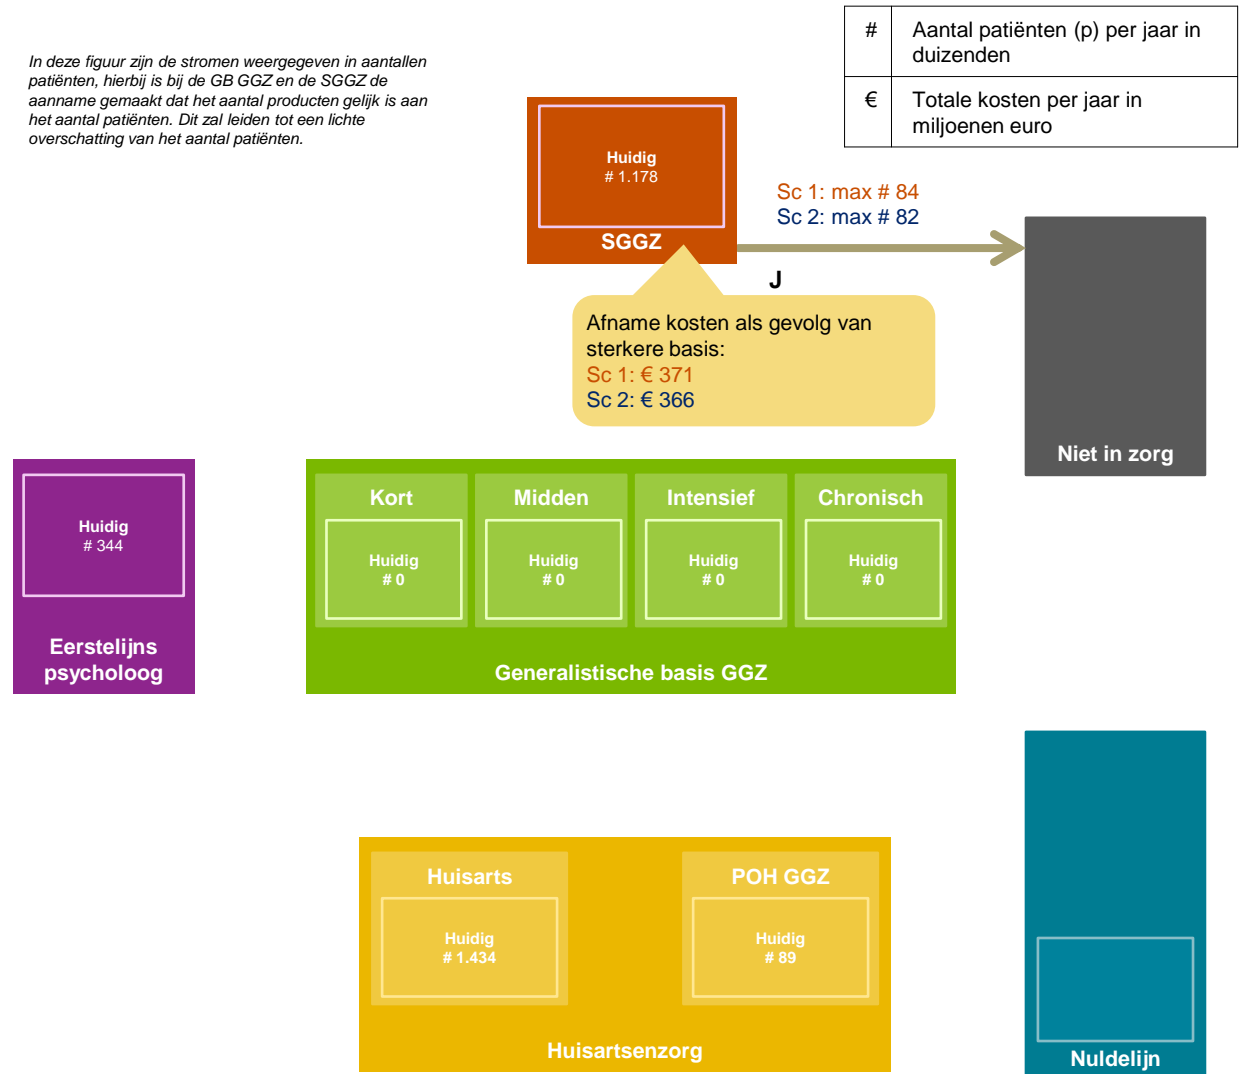 In deze figuur zijn de stromen weergegeven in aantallen
patiënten, hierbij is bij de GB GGZ en de SGGZ de
aanname gemaakt dat het aantal producten gelijk is aan
het aantal patiënten. Dit zal leiden tot een lichte
overschatting van het aantal patiënten.
# Aantal patiënten (p) per jaar in
duizenden
€ Totale kosten per jaar in
miljoenen euro
Huidig
# 1.178
SGGZ
Sc 1: max # 84
Sc 2: max # 82
J
Afname kosten als gevolg van
sterkere basis:
Sc 1: € 371
Sc 2: € 366
Niet in zorg
Huidig
# 344
Eerstelijns
psycholoog
Kort
Huidig
# 0
Midden
Huidig
# 0
Intensief
Huidig
# 0
Chronisch
Huidig
# 0
Generalistische basis GGZ
Huisarts
Huidig
# 1.434
POH GGZ
Huidig
# 89
Huisartsenzorg
Nuldelijn